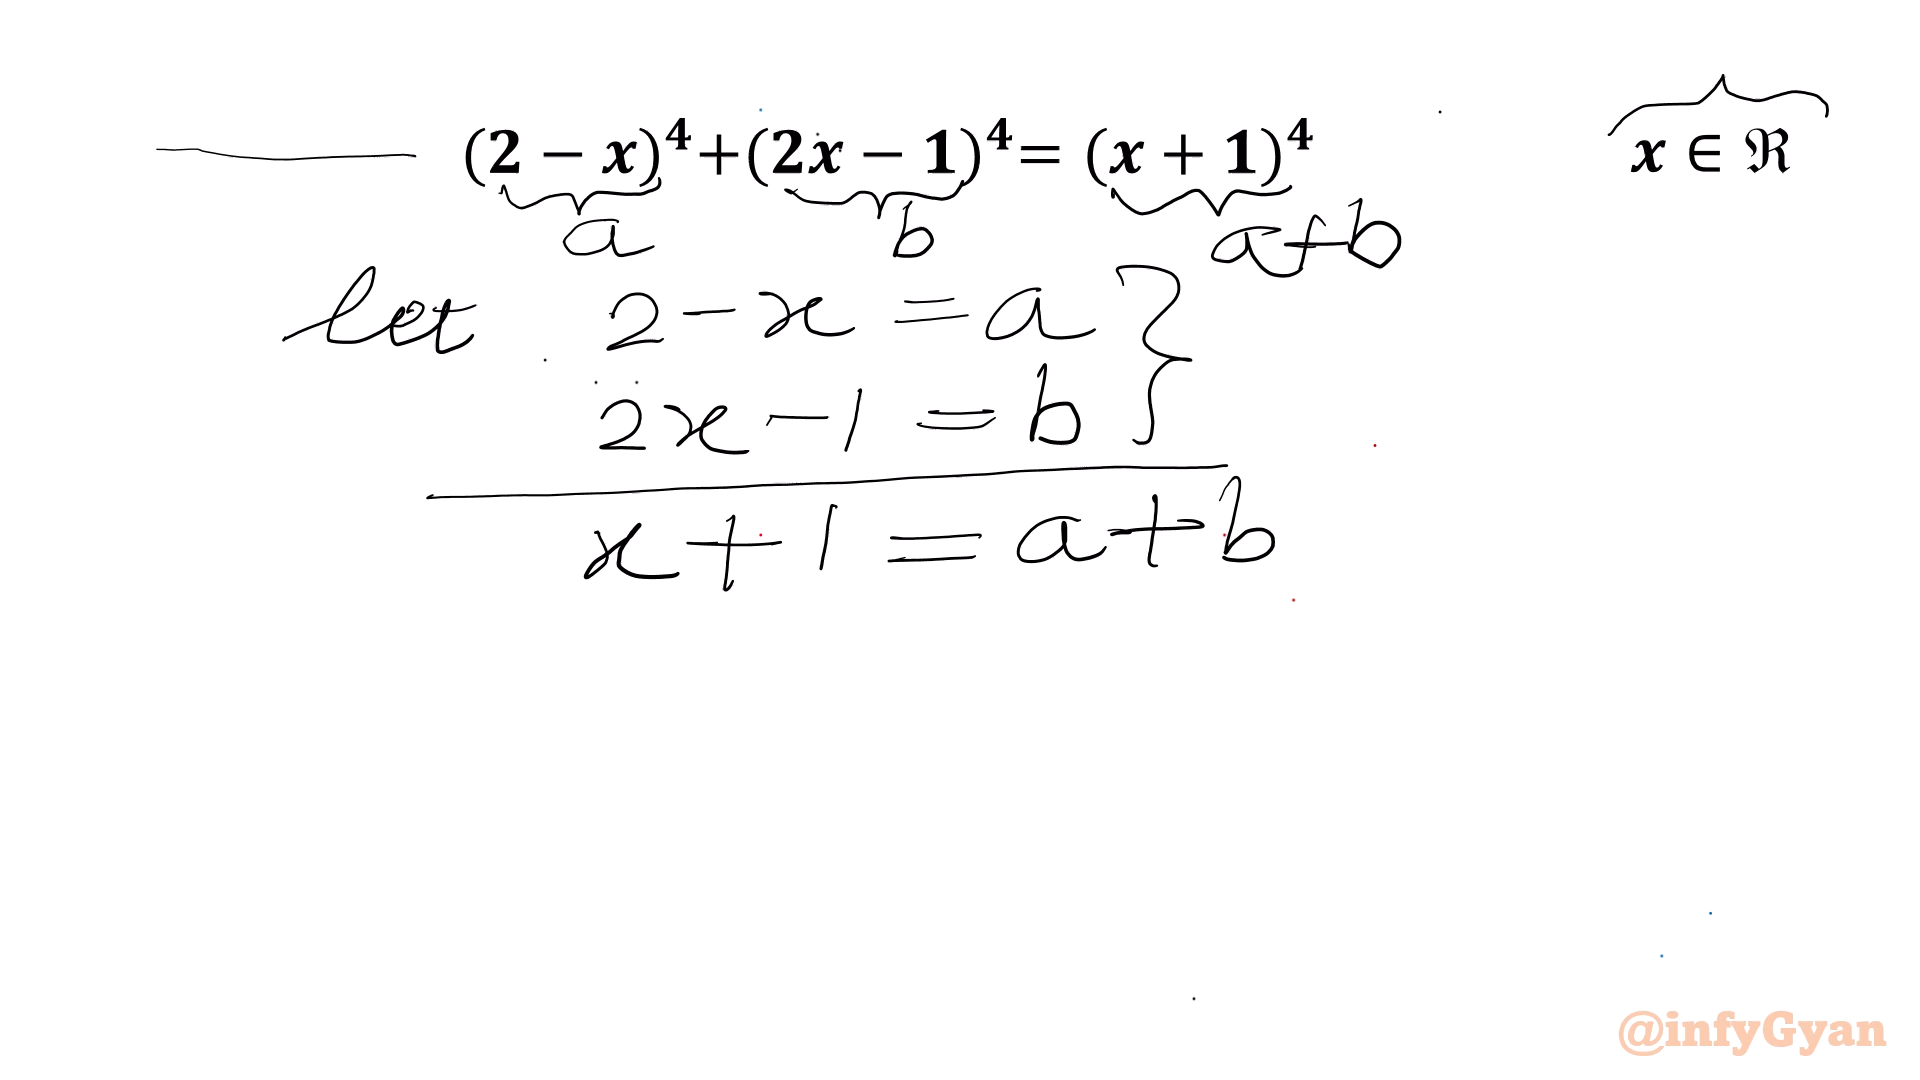 (2 − x)⁴+(2x − 1)⁴= (x + 1)⁴ x ∈ ℜ
a b a+b
let 2 − x = a
2x − 1 = b
x + 1 = a + b
@infyGyan